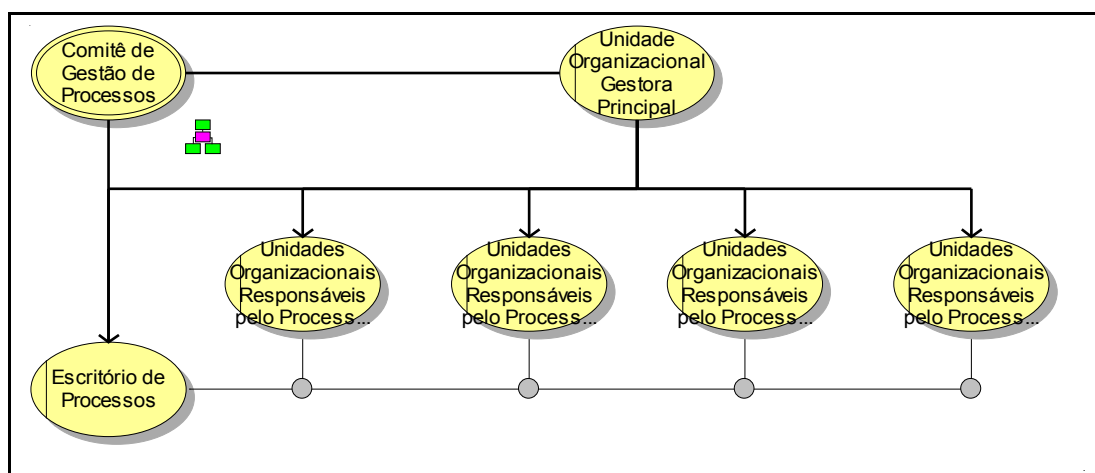 Comitê de
Gestão de
Processos
Unidade
Organizacional
Gestora
Principal
Unidades
Organizacionais
Responsáveis
pelo Process...
Unidades
Organizacionais
Responsáveis
pelo Process...
Unidades
Organizacionais
Responsáveis
pelo Process...
Unidades
Organizacionais
Responsáveis
pelo Process...
Escritório de
Processos